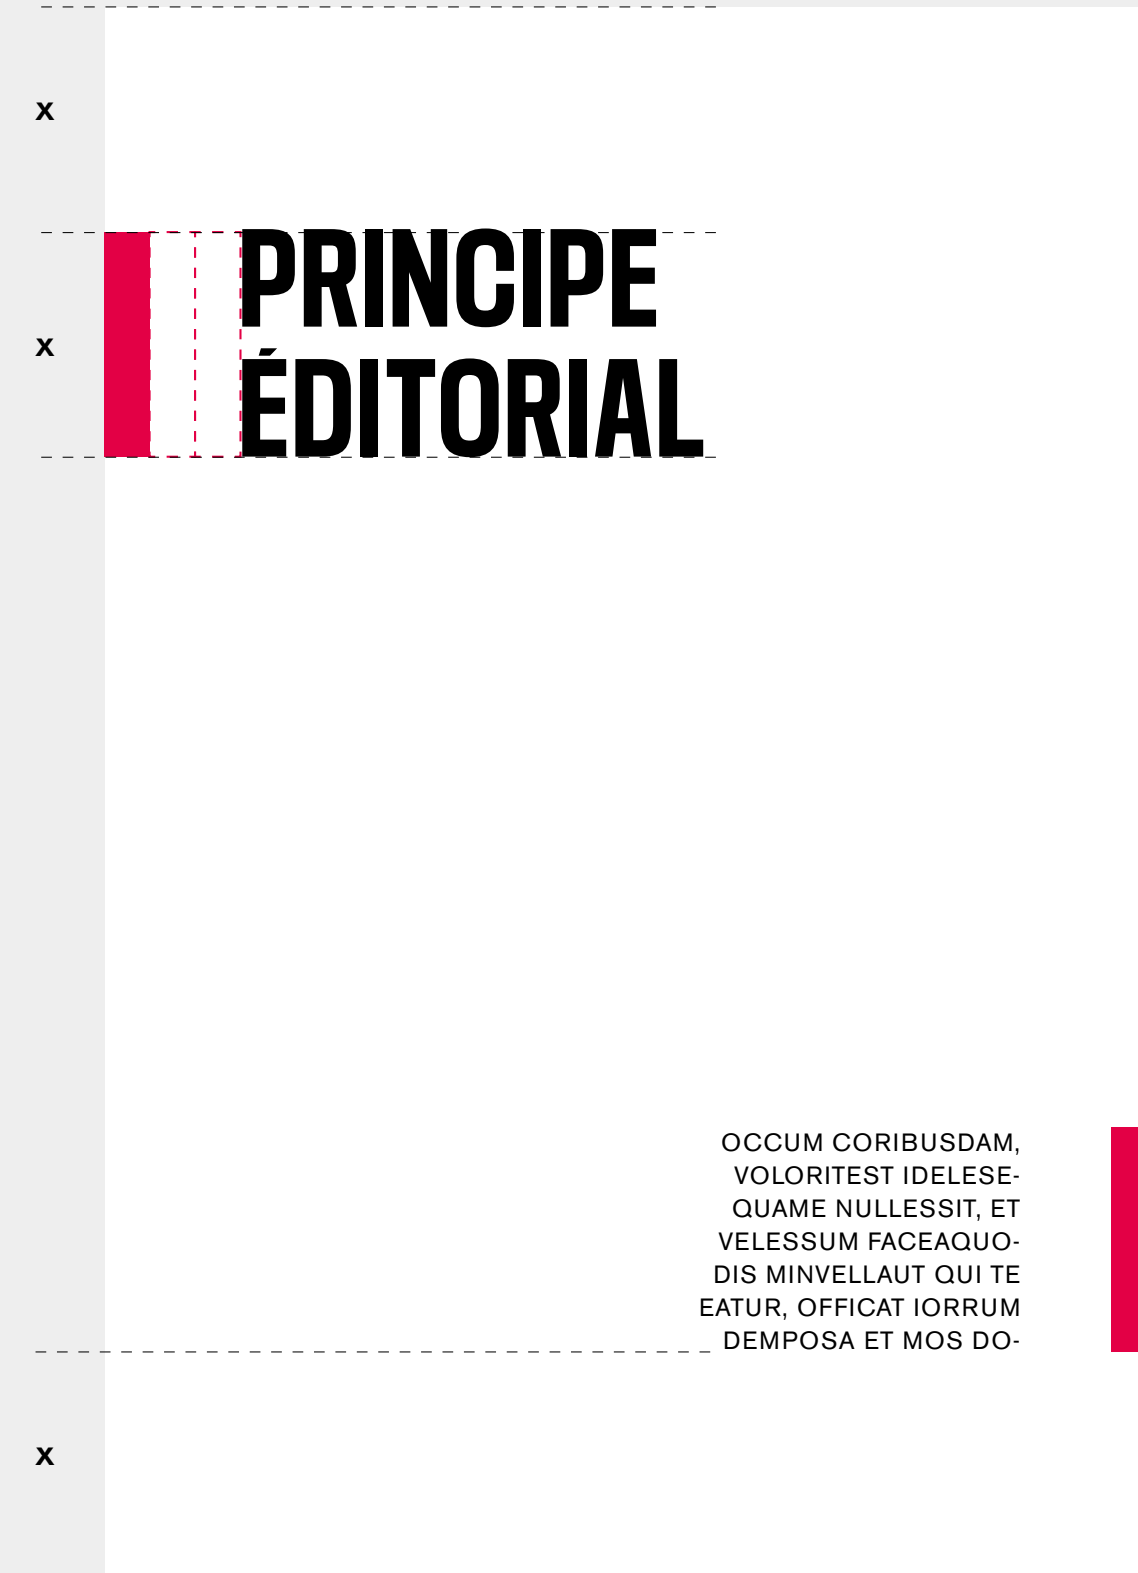 x
x
PRINCIPE
ÉDITORIAL
OCCUM CORIBUSDAM,
VOLORITEST IDELESE-
QUAME NULLESSIT, ET
VELESSUM FACEAQUO-
DIS MINVELLAUT QUI TE
EATUR, OFFICAT IORRUM
DEMPOSA ET MOS DO-
x